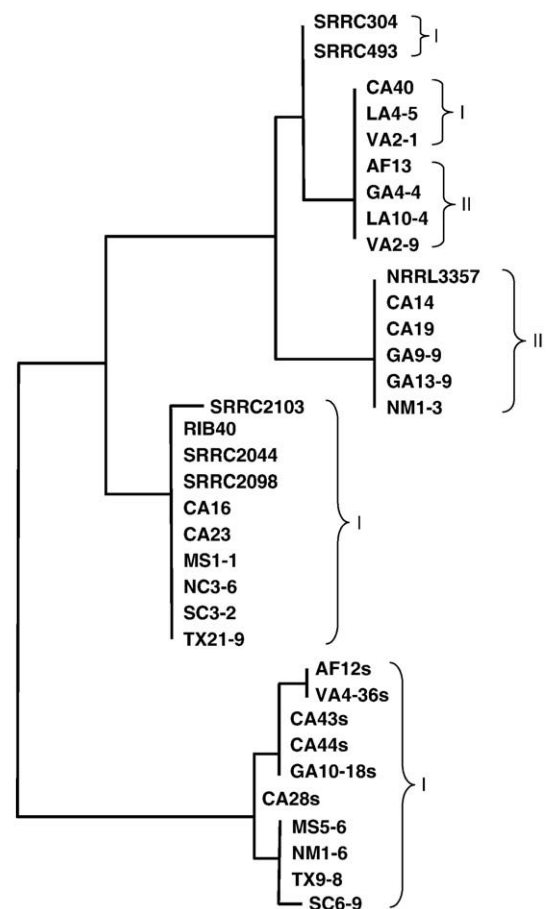 SRRC304
SRRC493
I
CA40
LA4-5
VA2-1
I
AF13
GA4-4
LA10-4
VA2-9
II
NRRL3357
CA14
CA19
GA9-9
GA13-9
NM1-3
II
SRRC2103
RIB40
SRRC2044
SRRC2098
CA16
CA23
MS1-1
NC3-6
SC3-2
TX21-9
I
AF12s
VA4-36s
CA43s
CA44s
GA10-18s
CA28s
MS5-6
NM1-6
TX9-8
SC6-9
I